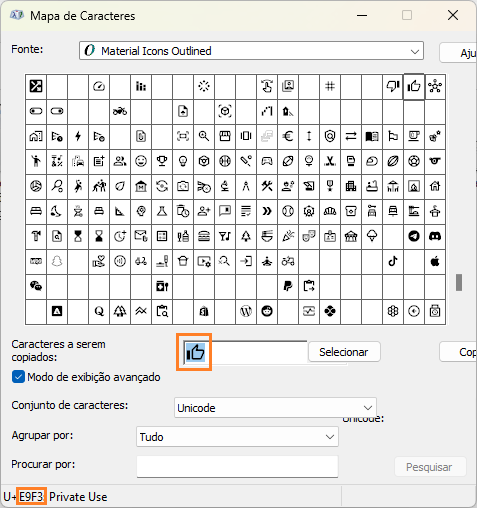 Mapa de Caracteres
Fonte:
Material Icons Outlined
Aju
Caracteres a serem
copiados:
Selecionar
Cop
Modo de exibição avançado
Conjunto de caracteres:
Unicode
Unicode:
Agrupar por:
Tudo
Procurar por:
Pesquisar
U+E9F3: Private Use